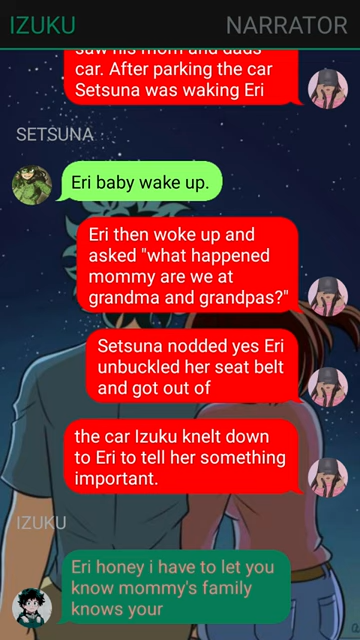 IZUKU NARRATOR
saw his mom and dads
car. After parking the car
Setsuna was waking Eri
SETSUNA
Eri baby wake up.
Eri then woke up and
asked "what happened
mommy are we at
grandma and grandpas?"
Setsuna nodded yes Eri
unbuckled her seat belt
and got out of
the car Izuku knelt down
to Eri to tell her something
important.
IZUKU
Eri honey i have to let you
know mommy's family
knows your